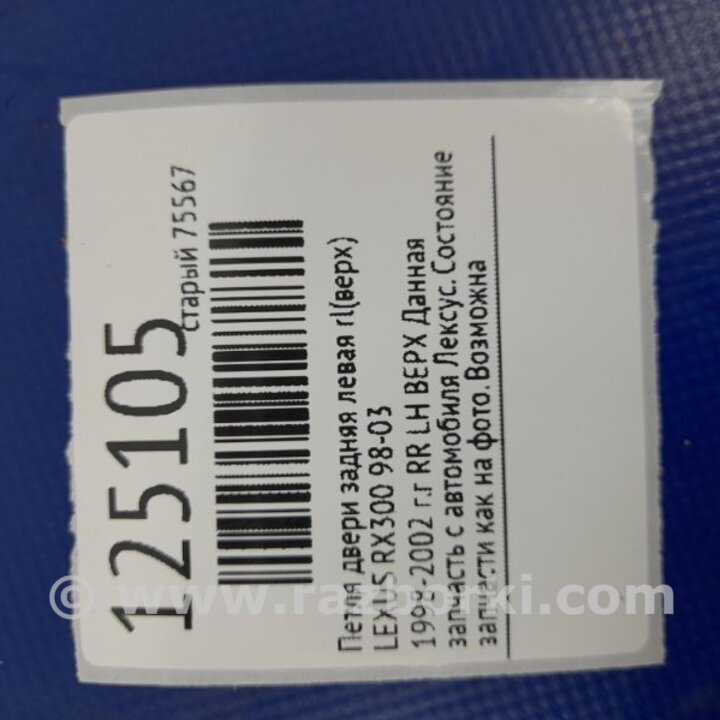 125105
старый 75567
Петля двери задняя левая rl(верх)
LEXUS RX300 98-03
1998-2002 г.г RR LH ВЕРХ Данная
запчасть с автомобиля Лексус. Состояние
запчасти как на фото. Возможна
© www.razborki.com